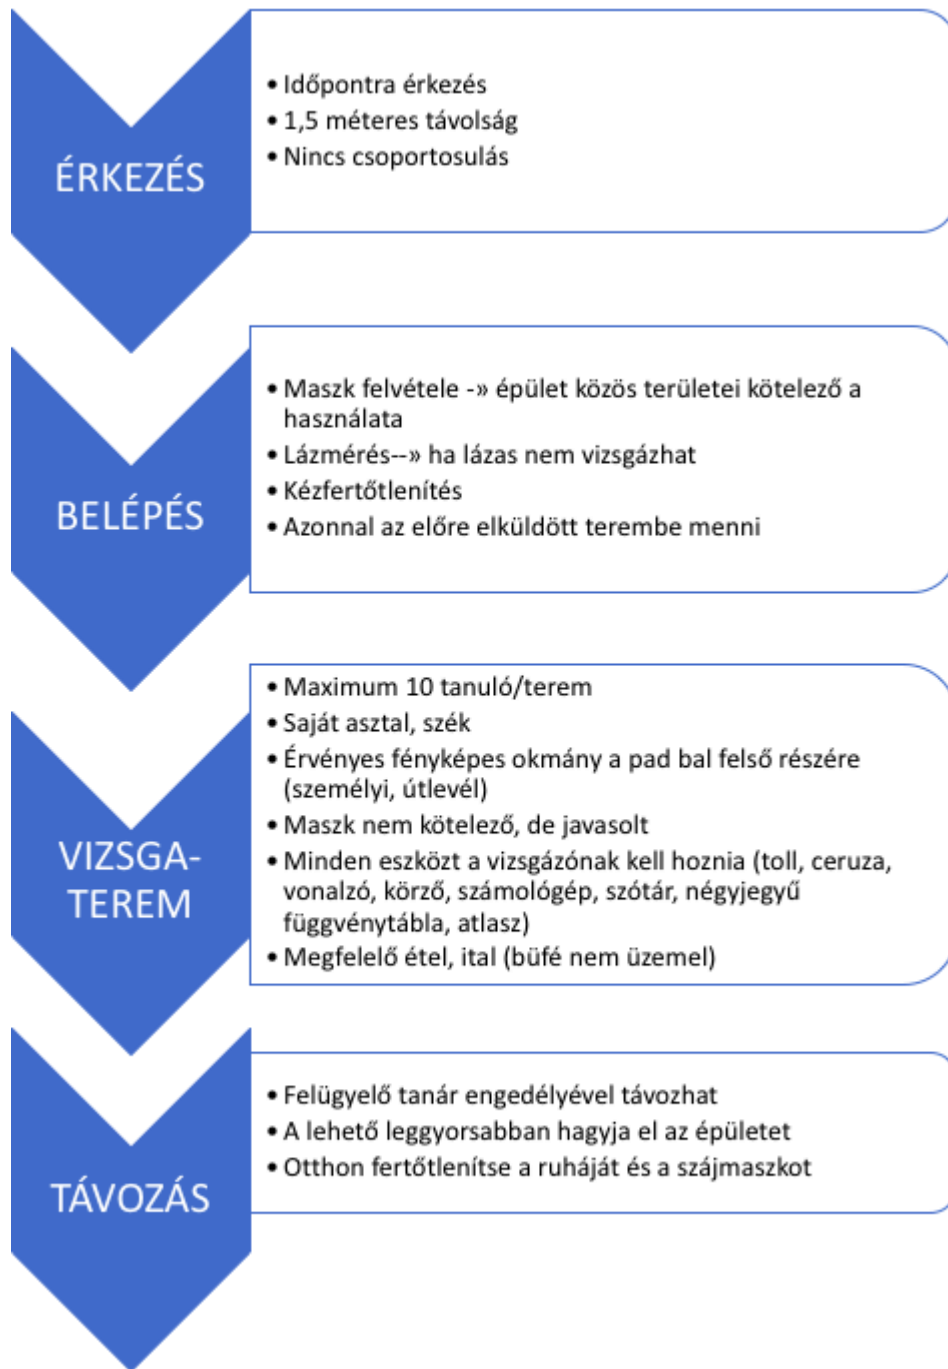 ÉRKEZÉS
• Időpontra érkezés
• 1,5 méteres távolság
• Nincs csoportosulás
BELÉPÉS
• Maszk felvétele -» épület közös területei kötelező a
használata
• Lázmérés--» ha lázas nem vizsgázhat
• Kézfertőtlenítés
• Azonnal az előre elküldött terembe menni
VIZSGA-
TEREM
• Maximum 10 tanuló/terem
• Saját asztal, szék
• Érvényes fényképes okmány a pad bal felső részére
(személyi, útlevél)
• Maszk nem kötelező, de javasolt
• Minden eszközt a vizsgázónak kell hoznia (toll, ceruza,
vonalzó, körző, számológép, szótár, négyjegyű
függvénytábla, atlasz)
• Megfelelő étel, ital (büfé nem üzemel)
TÁVOZÁS
• Felügyelő tanár engedélyével távozhat
• A lehető leggyorsabban hagyja el az épületet
• Otthon fertőtlenítse a ruháját és a szájmaszkot